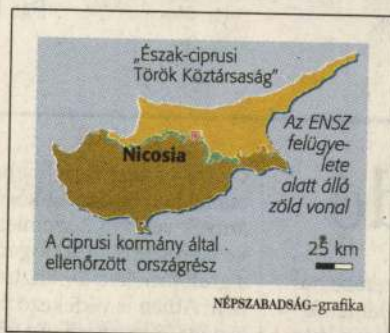 „Észak-ciprusi
Török Köztársaság”
Az ENSZ
felügye-
lete
alatt álló
zöld vonal
Nicosia
A ciprusi kormány által
ellenőrzött országrész
25 km
NÉPSZABADSÁG-grafika